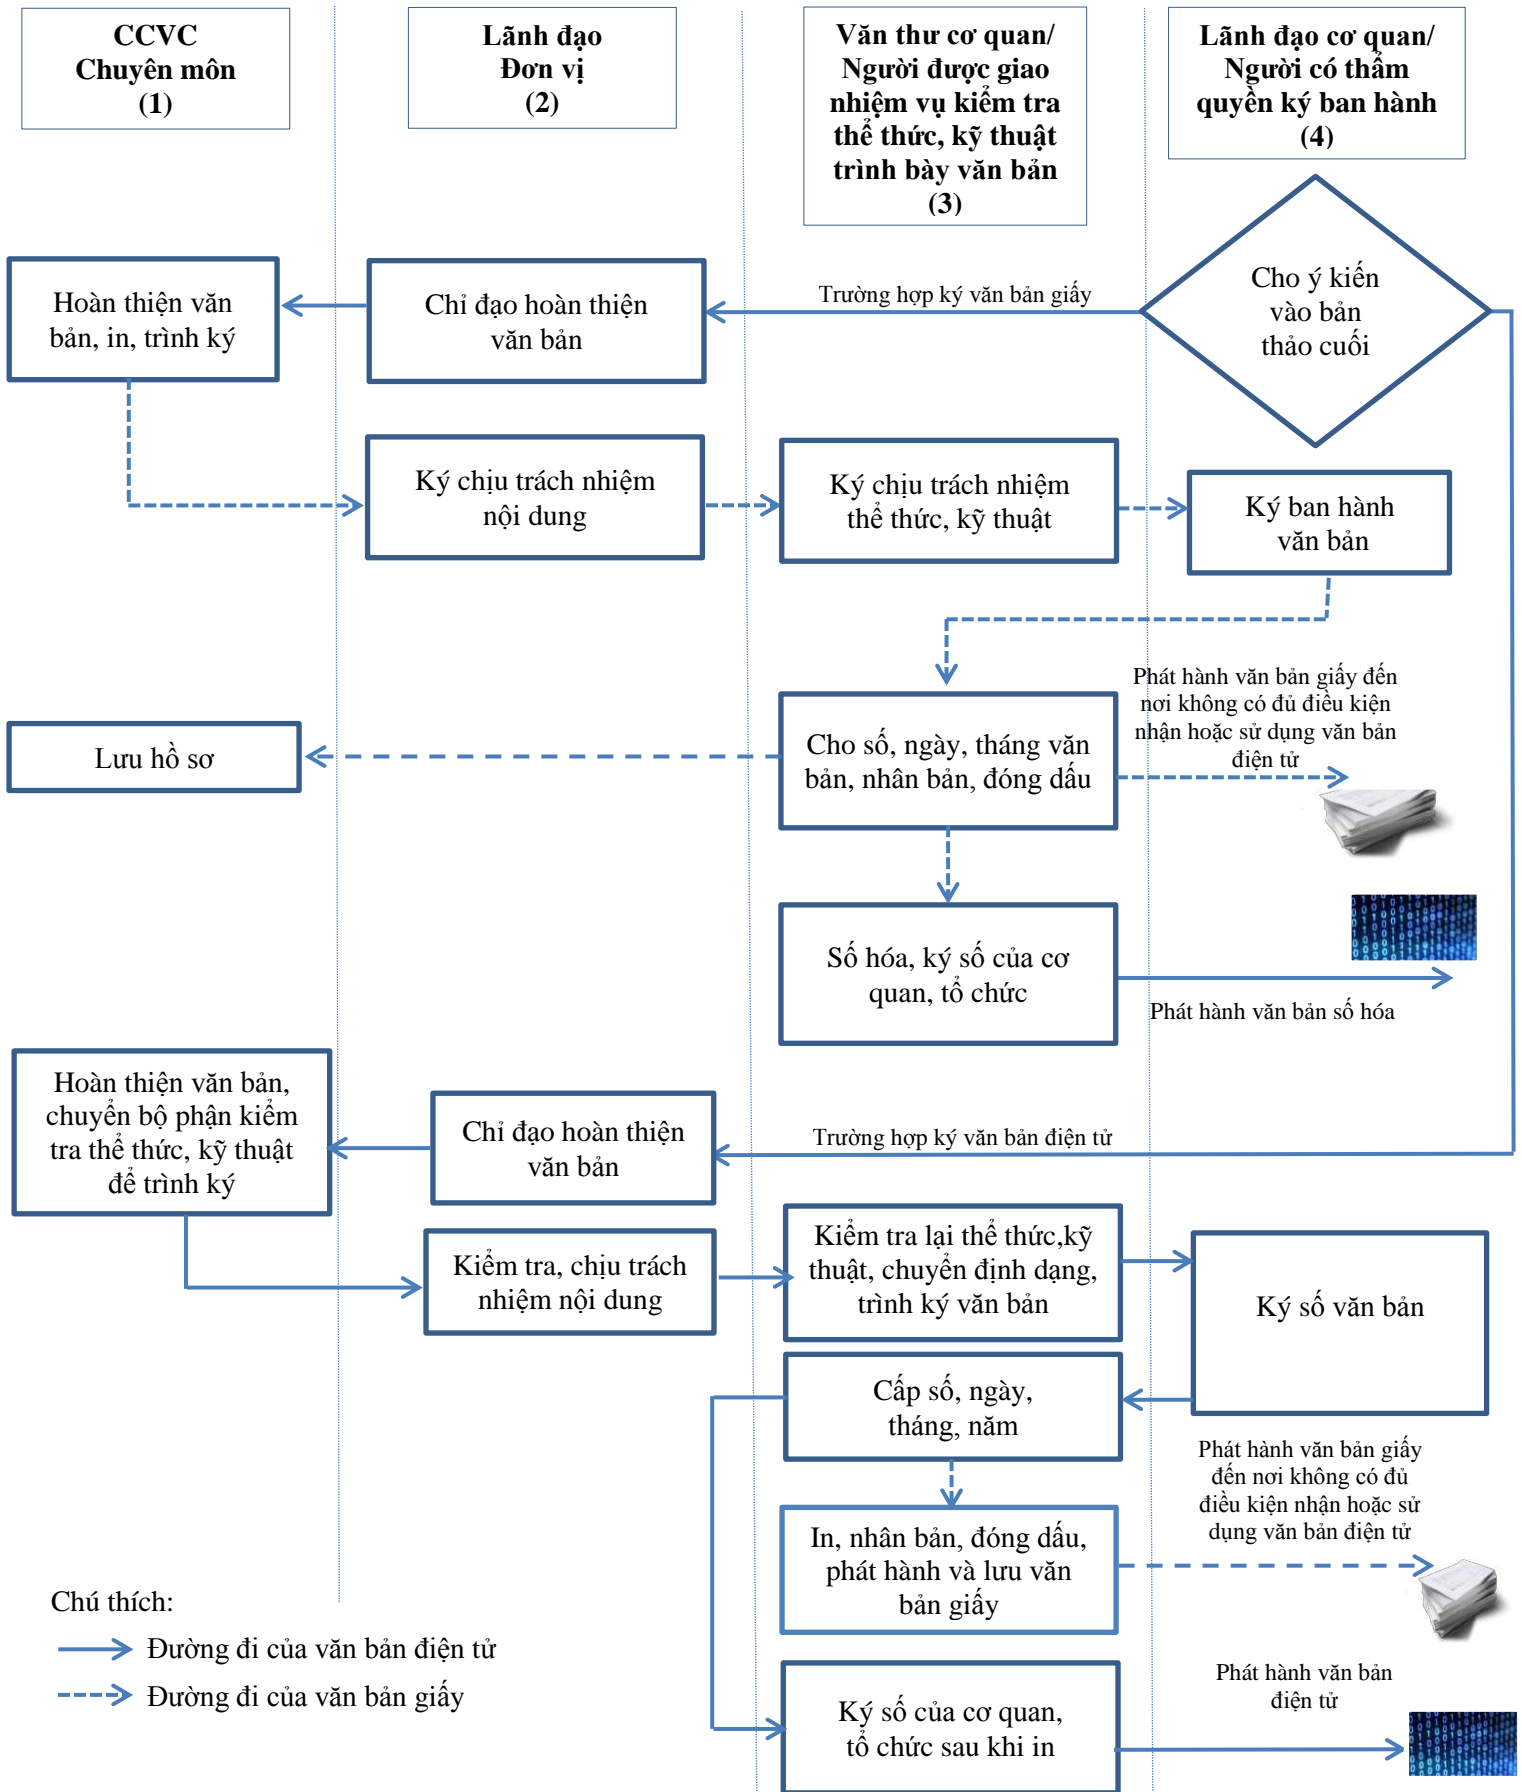 CCVC
Chuyên môn
(1)
Lãnh đạo
Đơn vị
(2)
Văn thư cơ quan/
Người được giao
nhiệm vụ kiểm tra
thể thức, kỹ thuật
trình bày văn bản
(3)
Lãnh đạo cơ quan/
Người có thẩm
quyền ký ban hành
(4)
Hoàn thiện văn
bản, in, trình ký
Chỉ đạo hoàn thiện
văn bản
Trường hợp ký văn bản giấy
Cho ý kiến
vào bản
thảo cuối
Ký chịu trách nhiệm
nội dung
Ký chịu trách nhiệm
thể thức, kỹ thuật
Ký ban hành
văn bản
Lưu hồ sơ
Cho số, ngày, tháng văn
bản, nhân bản, đóng dấu
Phát hành văn bản giấy đến
nơi không có đủ điều kiện
nhận hoặc sử dụng văn bản
điện tử
Số hóa, ký số của cơ
quan, tổ chức
Phát hành văn bản số hóa
Hoàn thiện văn bản,
chuyển bộ phận kiểm
tra thể thức, kỹ thuật
để trình ký
Chỉ đạo hoàn thiện
văn bản
Trường hợp ký văn bản điện tử
Kiểm tra, chịu trách
nhiệm nội dung
Kiểm tra lại thể thức,kỹ
thuật, chuyển định dạng,
trình ký văn bản
Ký số văn bản
Cấp số, ngày,
tháng, năm
Phát hành văn bản giấy
đến nơi không có đủ
điều kiện nhận hoặc sử
dụng văn bản điện tử
In, nhân bản, đóng dấu,
phát hành và lưu văn
bản giấy
Chú thích:
Đường đi của văn bản điện tử
Đường đi của văn bản giấy
Ký số của cơ quan,
tổ chức sau khi in
Phát hành văn bản
điện tử